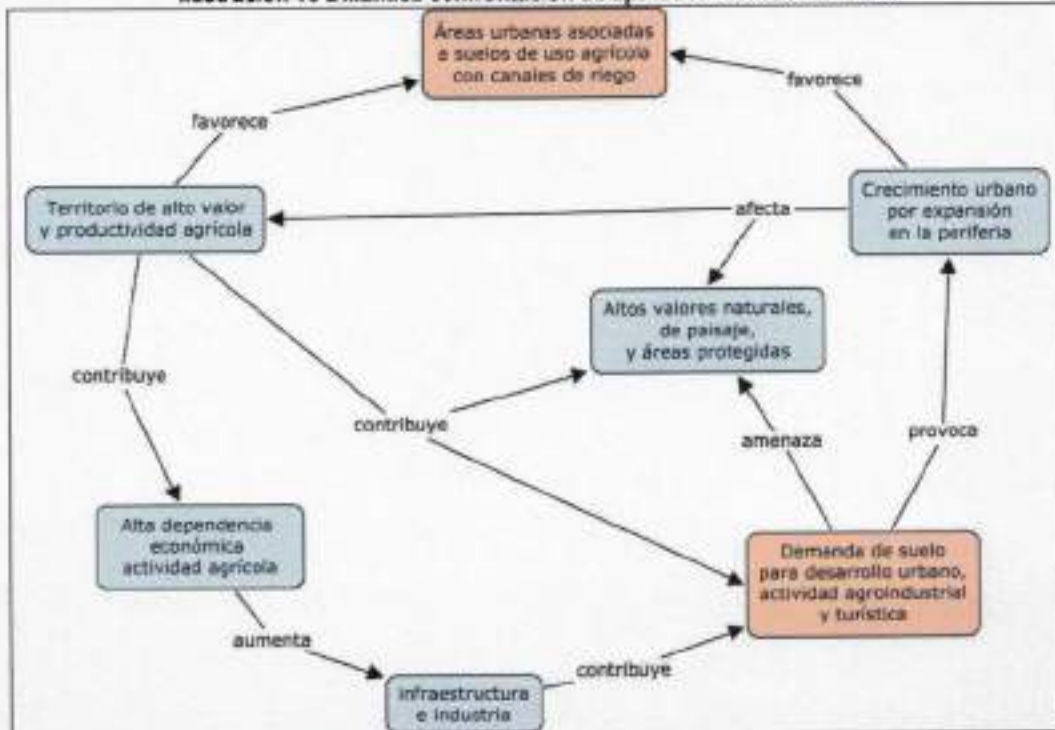 Áreas urbanas asociadas
a suelos de uso agrícola
con canales de riego
favorece
favorece
Territorio de alto valor
y productividad agrícola
afecta
Crecimiento urbano
por expansión
en la periferia
Altos valores naturales,
de paisaje,
y áreas protegidas
contribuye
contribuye
amenaza
provoca
Alta dependencia
económica
actividad agrícola
Demanda de suelo
para desarrollo urbano,
actividad agroindustrial
y turística
aumenta
contribuye
infraestructura
e industria